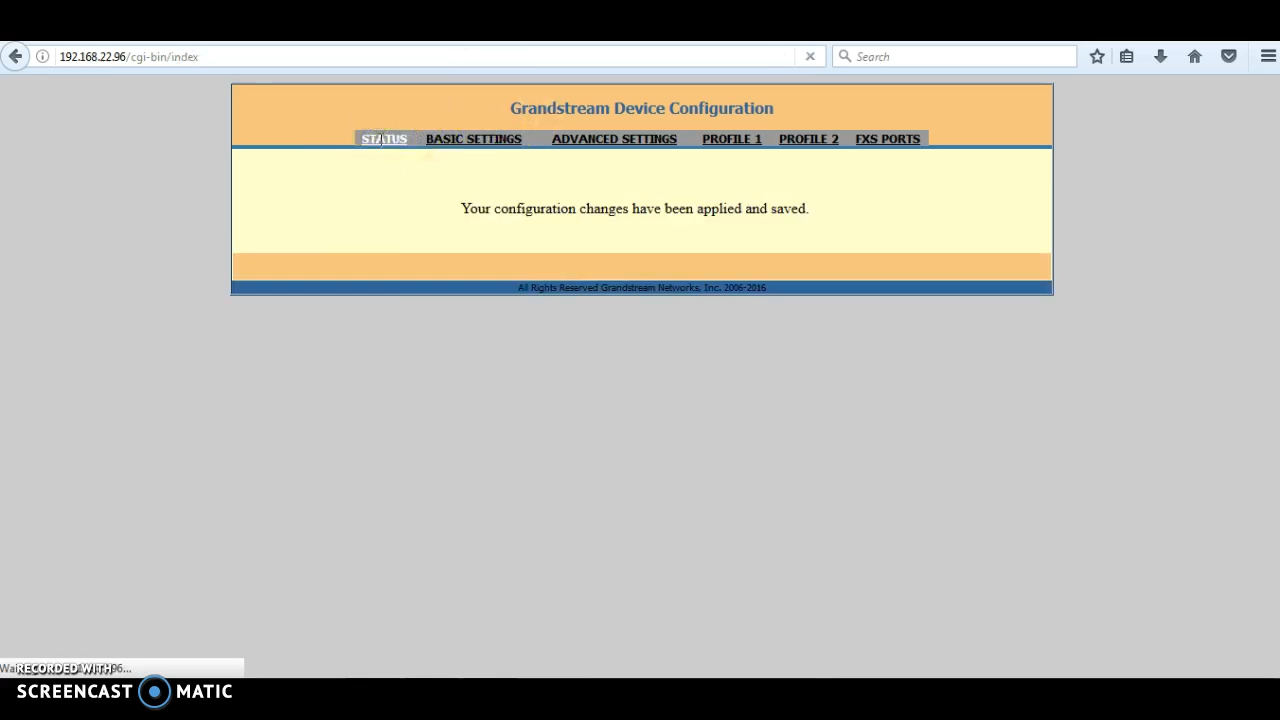 192.168.22.96/cgi-bin/index
Search
Grandstream Device Configuration
STATUS BASIC SETTINGS ADVANCED SETTINGS PROFILE 1 PROFILE 2 FXS PORTS
Your configuration changes have been applied and saved.
All Rights Reserved Grandstream Networks, Inc. 2006-2016
RECORDED WITH
SCREENCAST MATIC